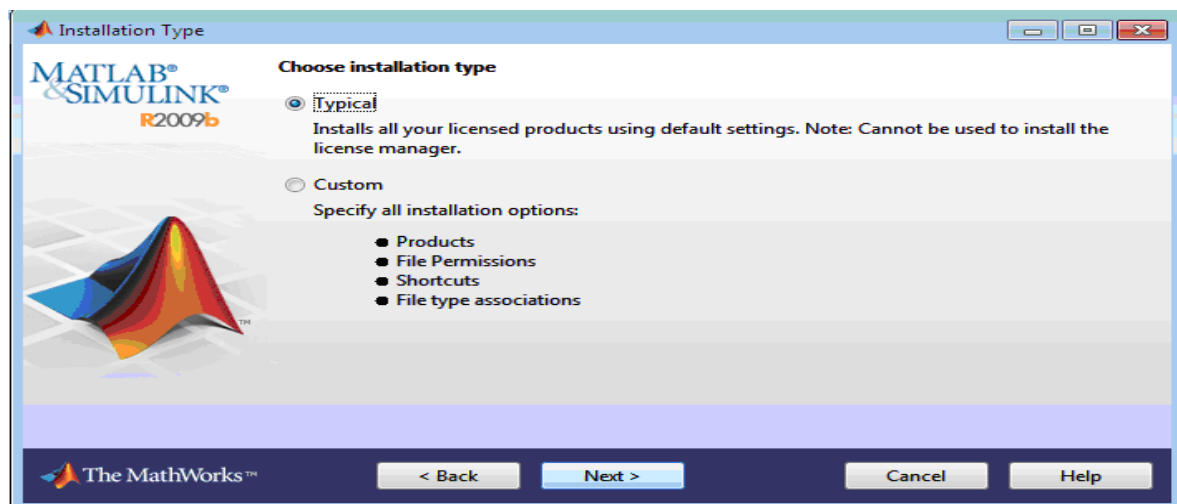 Installation Type
MATLAB®
&SIMULINK®
R2009b
Choose installation type
Typical
Installs all your licensed products using default settings. Note: Cannot be used to install the
license manager.
Custom
Specify all installation options:
● Products
● File Permissions
● Shortcuts
● File type associations
TM
The MathWorks™
< Back
Next >
Cancel
Help